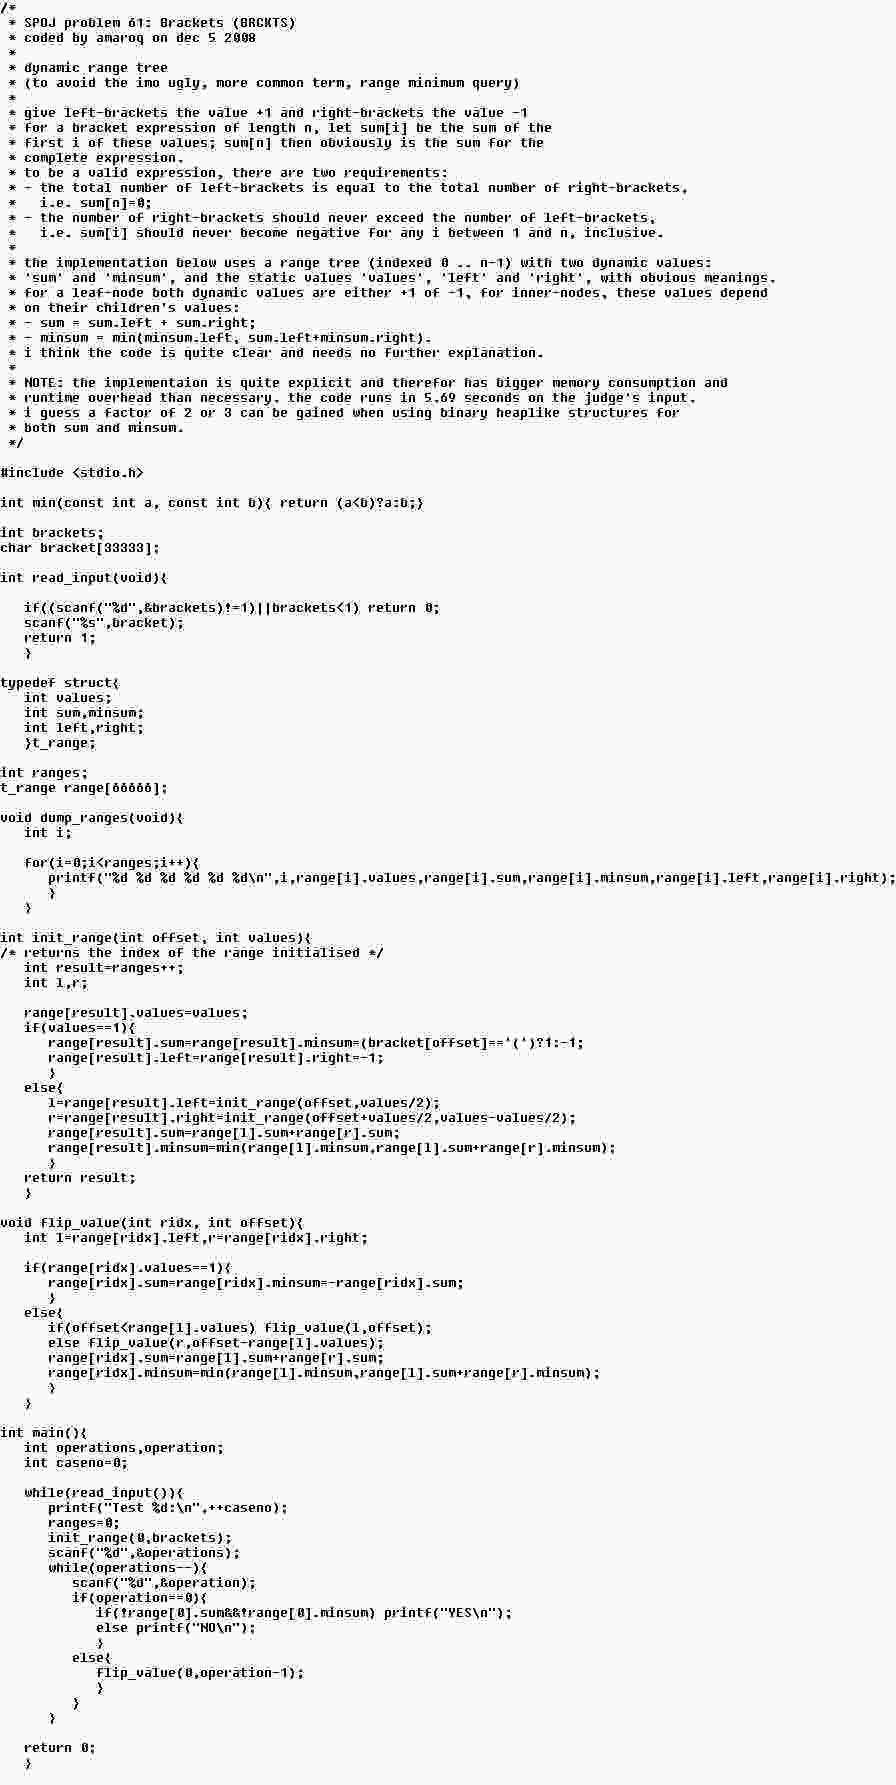 /*
 * SPOJ problem 61: Brackets (BRCKTS)
 * coded by amaroq on dec 5 2008
 *
 * dynamic range tree
 * (to avoid the imo ugly, more common term, range minimum query)
 *
 * give left-brackets the value +1 and right-brackets the value -1
 * for a bracket expression of length n, let sum[i] be the sum of the
 * first i of these values; sum[n] then obviously is the sum for the
 * complete expression.
 * to be a valid expression, there are two requirements:
 * - the total number of left-brackets is equal to the total number of right-brackets,
 *   i.e. sum[n]=0;
 * - the number of right-brackets should never exceed the number of left-brackets,
 *   i.e. sum[i] should never become negative for any i between 1 and n, inclusive.
 *
 * the implementation below uses a range tree (indexed 0 .. n-1) with two dynamic values:
 * 'sum' and 'minsum', and the static values 'values', 'left' and 'right', with obvious meanings.
 * for a leaf-node both dynamic values are either +1 of -1, for inner-nodes, these values depend
 * on their children's values:
 * - sum = sum.left + sum.right;
 * - minsum = min(minsum.left, sum.left+minsum.right).
 * i think the code is quite clear and needs no further explanation.
 *
 * NOTE: the implementaion is quite explicit and therefor has bigger memory consumption and
 * runtime overhead than necessary. the code runs in 5.69 seconds on the judge's input.
 * i guess a factor of 2 or 3 can be gained when using binary heaplike structures for
 * both sum and minsum.
 */

#include <stdio.h>

int min(const int a, const int b){ return (a<b)?a:b;}

int brackets;
char bracket[33333];

int read_input(void){

   if((scanf("%d",&brackets)!=1)||brackets<1) return 0;
   scanf("%s",bracket);
   return 1;
   }

typedef struct{
   int values;
   int sum,minsum;
   int left,right;
   }t_range;

int ranges;
t_range range[66666];

void dump_ranges(void){
   int i;

   for(i=0;i<ranges;i++){
      printf("%d %d %d %d %d %d\n",i,range[i].values,range[i].sum,range[i].minsum,range[i].left,range[i].right);
      }
   }

int init_range(int offset, int values){
/* returns the index of the range initialised */
   int result=ranges++;
   int l,r;

   range[result].values=values;
   if(values==1){
      range[result].sum=range[result].minsum=(bracket[offset]=='(')?1:-1;
      range[result].left=range[result].right=-1;
      }
   else{
      l=range[result].left=init_range(offset,values/2);
      r=range[result].right=init_range(offset+values/2,values-values/2);
      range[result].sum=range[l].sum+range[r].sum;
      range[result].minsum=min(range[l].minsum,range[l].sum+range[r].minsum);
      }
   return result;
   }

void flip_value(int ridx, int offset){
   int l=range[ridx].left,r=range[ridx].right;

   if(range[ridx].values==1){
      range[ridx].sum=range[ridx].minsum=-range[ridx].sum;
      }
   else{
      if(offset<range[l].values) flip_value(l,offset);
      else flip_value(r,offset-range[l].values);
      range[ridx].sum=range[l].sum+range[r].sum;
      range[ridx].minsum=min(range[l].minsum,range[l].sum+range[r].minsum);
      }
   }

int main(){
   int operations,operation;
   int caseno=0;

   while(read_input()){
      printf("Test %d:\n",++caseno);
      ranges=0;
      init_range(0,brackets);
      scanf("%d",&operations);
      while(operations--){
         scanf("%d",&operation);
         if(operation==0){
            if(!range[0].sum&&!range[0].minsum) printf("YES\n");
            else printf("NO\n");
            }
         else{
            flip_value(0,operation-1);
            }
         }
      }

   return 0;
   }